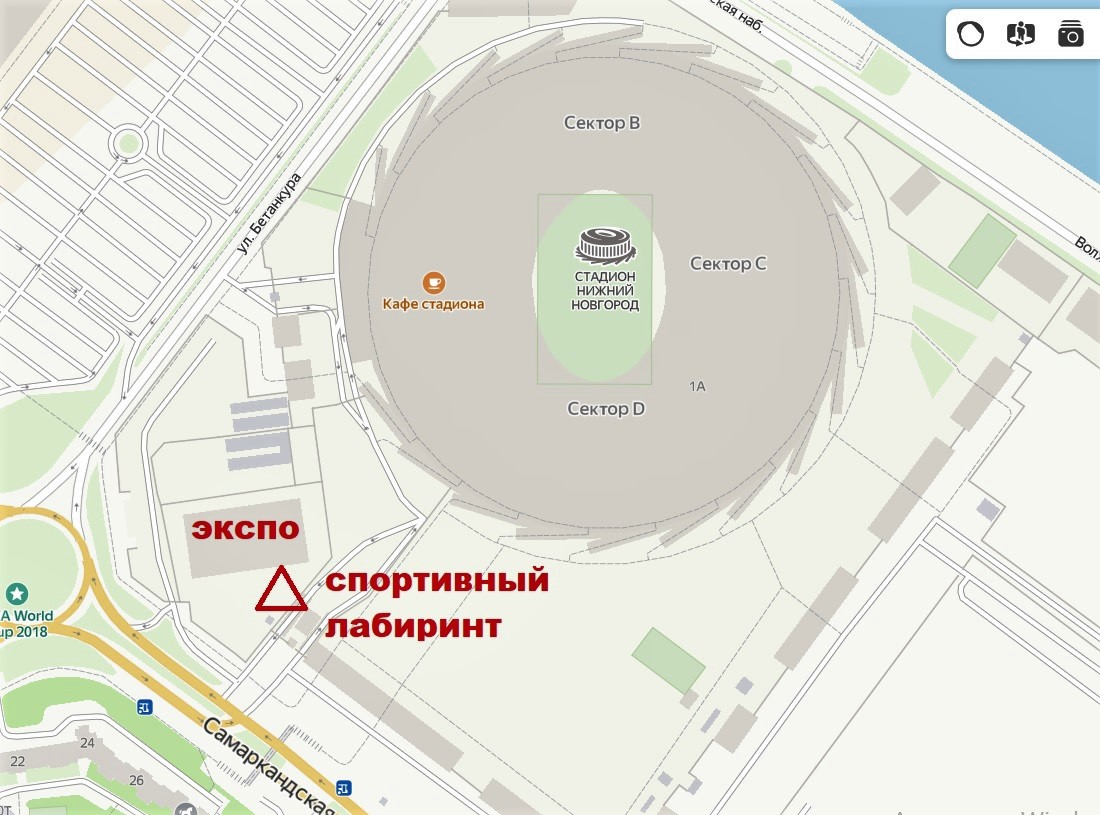 ская наб.
Сектор B
ул. Бетанкура
СТАДИОН
НИЖНИЙ
НОВГОРОД
Сектор C
Кафе стадиона
1А
Сектор D
экспо
спортивный
лабиринт
A World
up 2018
Самаркандская
24
22
26